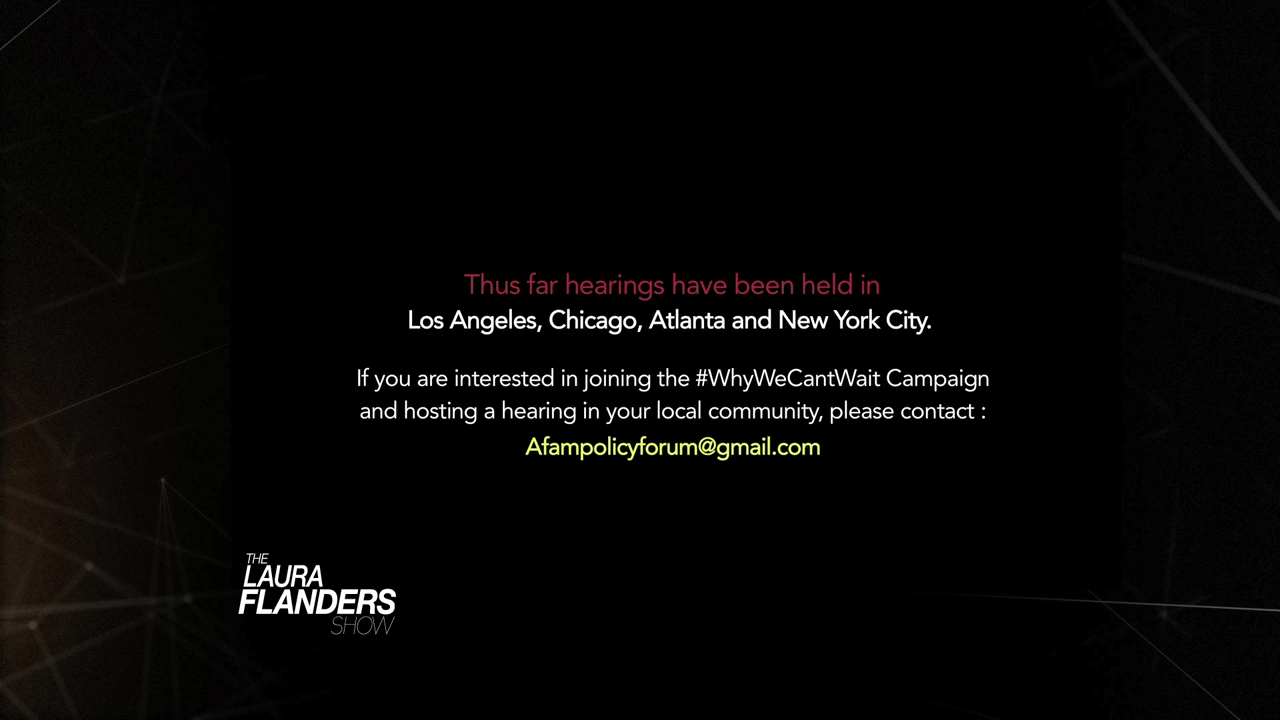 Thus far hearings have been held in
Los Angeles, Chicago, Atlanta and New York City.
If you are interested in joining the #WhyWeCantWait Campaign
and hosting a hearing in your local community, please contact :
Afampolicyforum@gmail.com
THE
LAURA
FLANDERS
SHOW